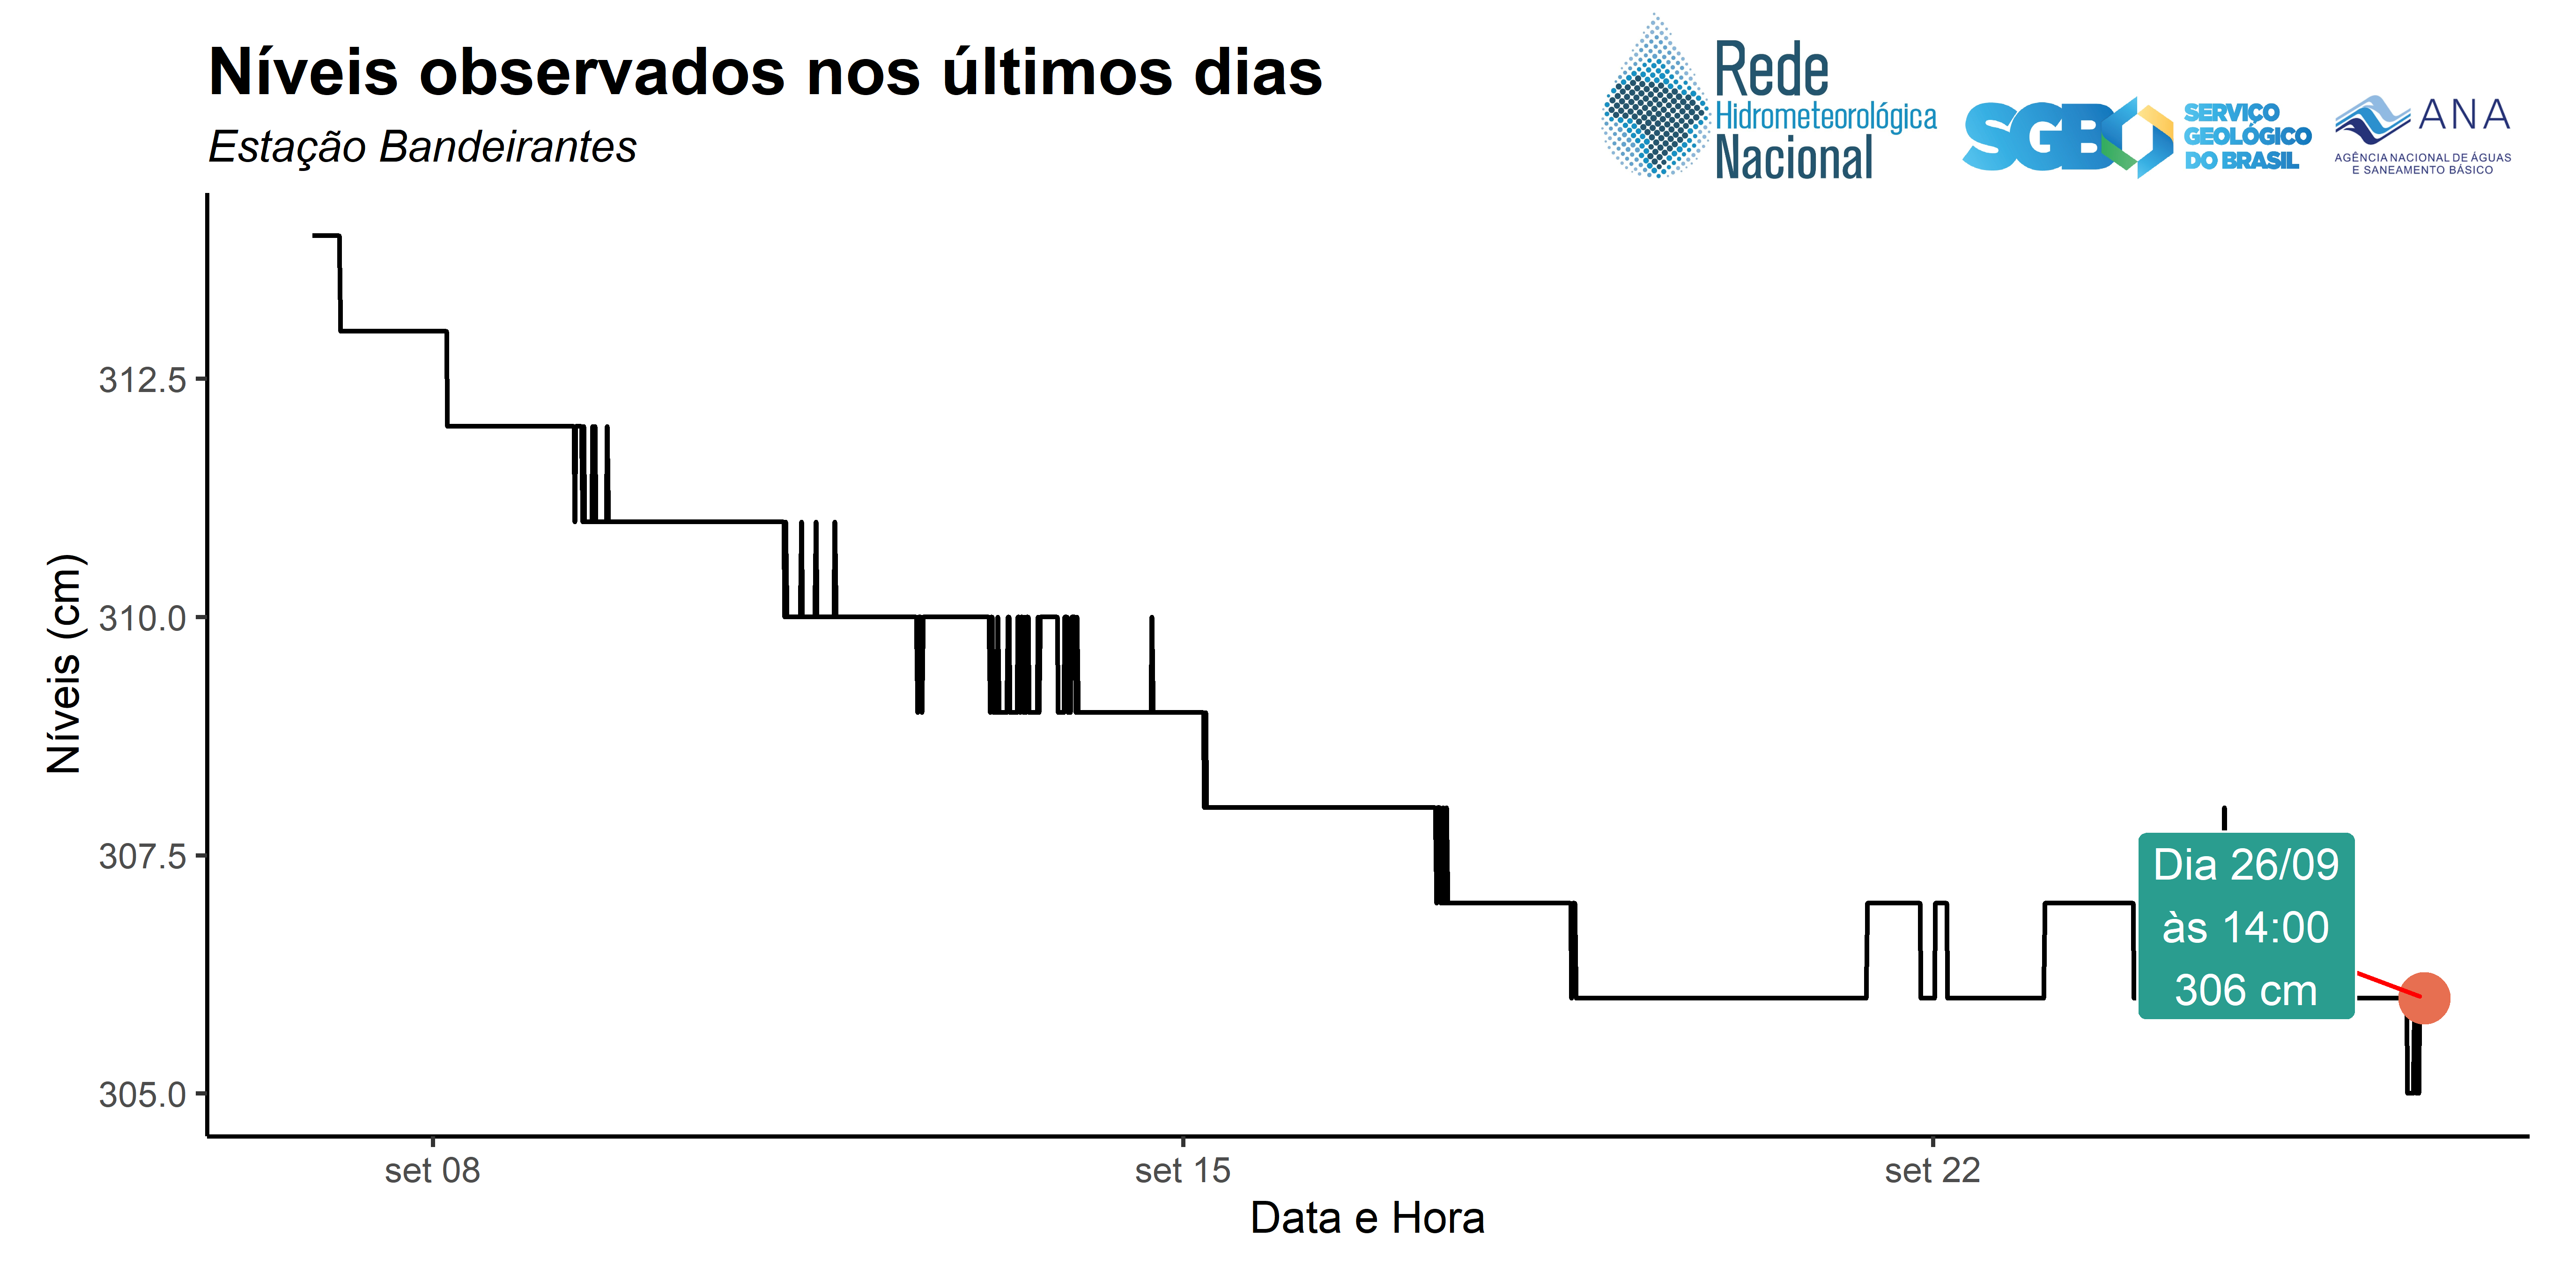 Níveis observados nos últimos dias
Estação Bandeirantes
Rede
Hidrometeorológica
Nacional
SGB
SERVIÇO
GEOLÓGICO
DO BRASIL
ANA
AGÊNCIA NACIONAL DE ÁGUAS
E SANEAMENTO BÁSICO
Níveis (cm)
312.5
310.0
307.5
305.0
Dia 26/09
às 14:00
306 cm
set 08
set 15
set 22
Data e Hora